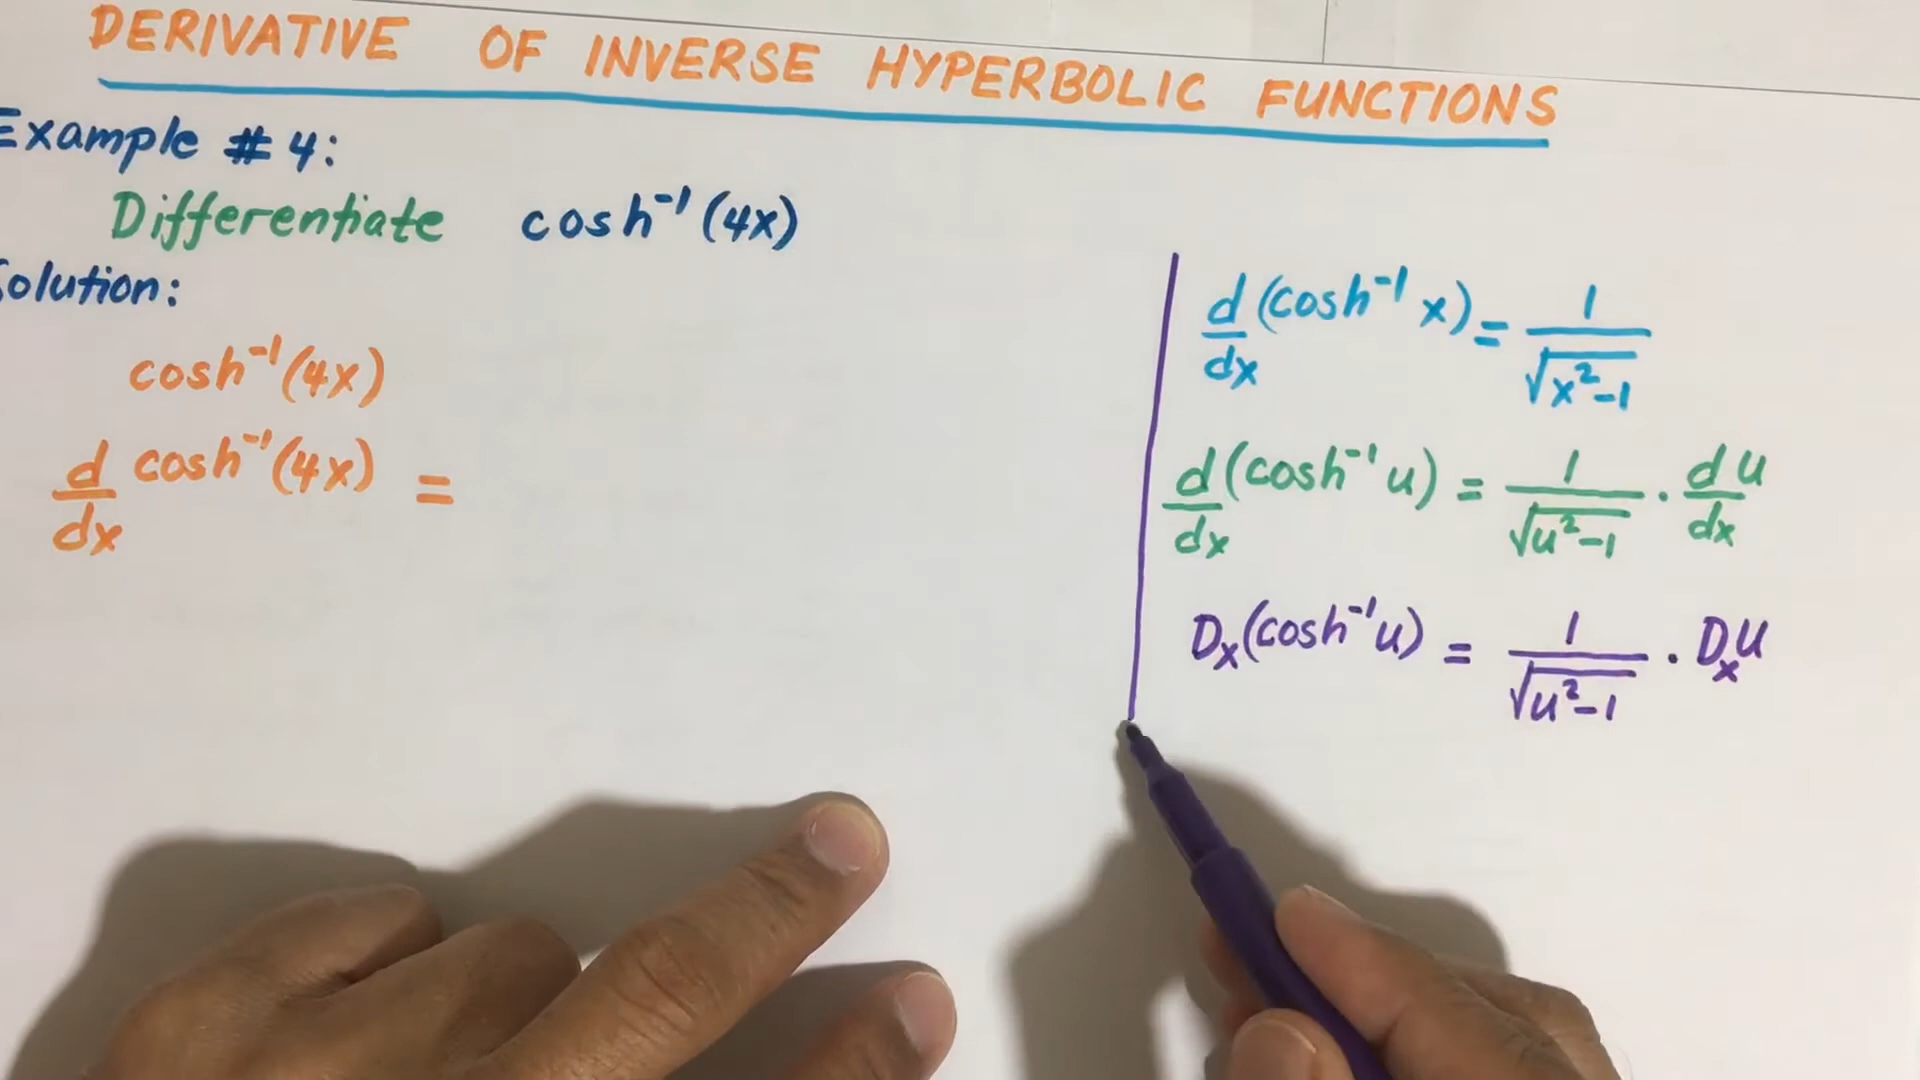 DERIVATIVE OF INVERSE HYPERBOLIC FUNCTIONS
Example # 4:
Differentiate cosh⁻¹(4x)
Solution:
cosh⁻¹(4x)
d/dx cosh⁻¹(4x) =
d/dx (cosh⁻¹ x) = 1/√(x²-1)
d/dx (cosh⁻¹ u) = 1/√(u²-1) · du/dx
Dₓ(cosh⁻¹u) = 1/√(u²-1) · Dₓu